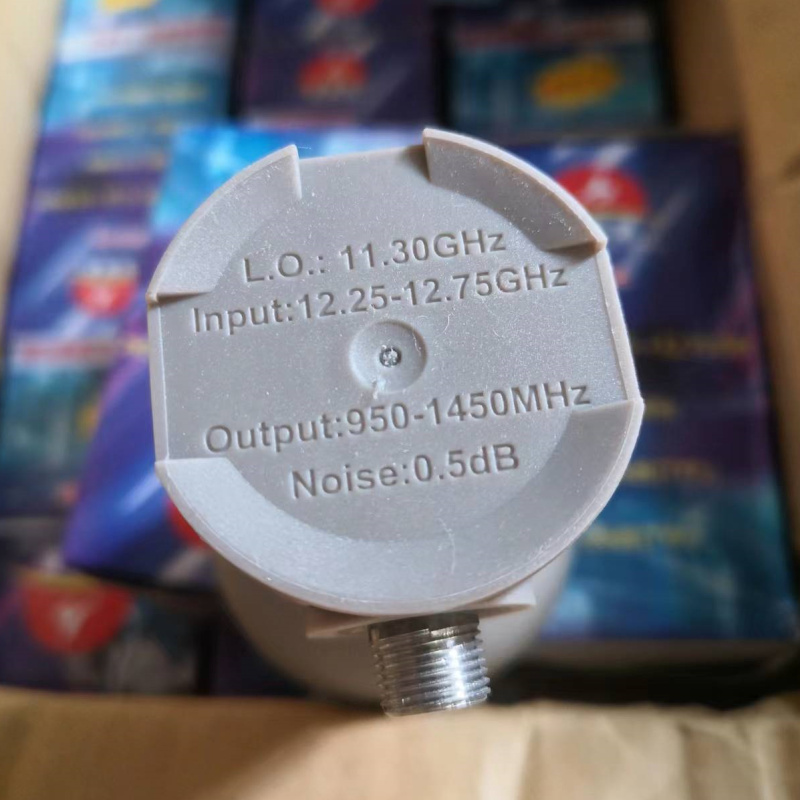 L.O.: 11.30GHz
Input:12.25-12.75GHz
Output:950-1450MHz
Noise:0.5dB